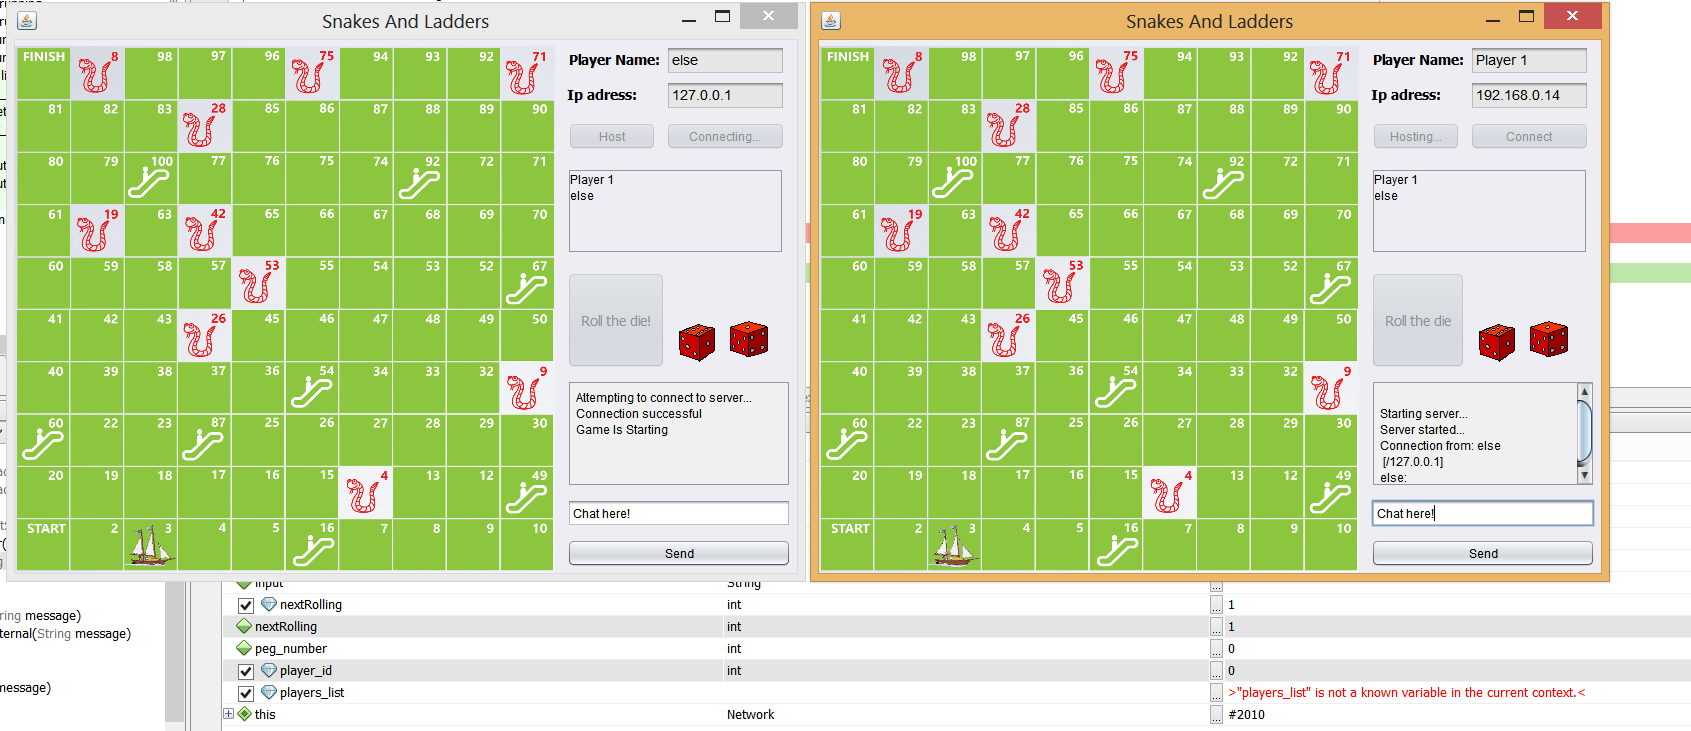 Snakes And Ladders
FINISH 8 98 97 96 75 94 93 92 71
81 82 83 28 85 86 87 88 89 90
80 79 100 77 76 75 74 92 72 71
61 19 63 42 65 66 67 68 69 70
60 59 58 57 53 55 54 53 52 67
41 42 43 26 45 46 47 48 49 50
40 39 38 37 36 54 34 33 32 9
60 22 23 87 25 26 27 28 29 30
20 19 18 17 16 15 4 13 12 49
START 2 3 4 5 16 7 8 9 10
Player Name: else
Ip adress: 127.0.0.1
Host Connecting...
Player 1
else
Roll the die!
Attempting to connect to server...
Connection successful
Game Is Starting
Chat here!
Send
Snakes And Ladders
FINISH 8 98 97 96 75 94 93 92 71
81 82 83 28 85 86 87 88 89 90
80 79 100 77 76 75 74 92 72 71
61 19 63 42 65 66 67 68 69 70
60 59 58 57 53 55 54 53 52 67
41 42 43 26 45 46 47 48 49 50
40 39 38 37 36 54 34 33 32 9
60 22 23 87 25 26 27 28 29 30
20 19 18 17 16 15 4 13 12 49
START 2 3 4 5 16 7 8 9 10
Player Name: Player 1
Ip adress: 192.168.0.14
Hosting... Connect
Player 1
else
Roll the die
Starting server...
Server started...
Connection from: else
[/127.0.0.1]
else:
Chat here!
Send
input String
nextRolling int ... 1
nextRolling int ... 1
peg_number int ... 0
player_id int ... 0
players_list ... >"players_list" is not a known variable in the current context.<
this Network ... #2010
ring message)
ternal(String message)
message)